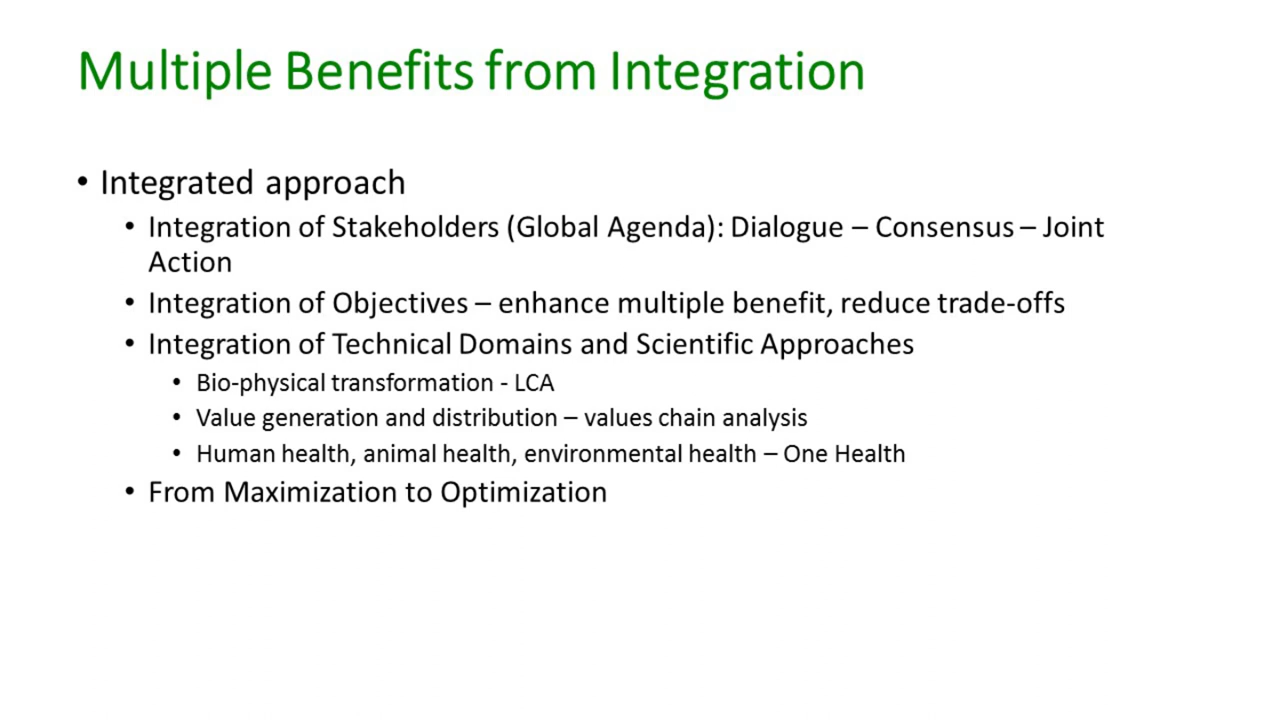 Multiple Benefits from Integration
• Integrated approach
• Integration of Stakeholders (Global Agenda): Dialogue – Consensus – Joint
Action
• Integration of Objectives – enhance multiple benefit, reduce trade-offs
• Integration of Technical Domains and Scientific Approaches
• Bio-physical transformation - LCA
• Value generation and distribution – values chain analysis
• Human health, animal health, environmental health – One Health
• From Maximization to Optimization